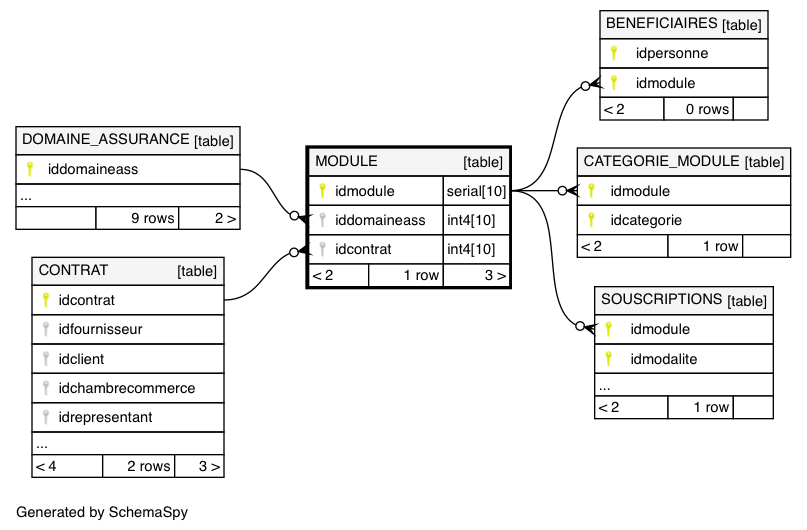 DOMAINE_ASSURANCE [table]
iddomaineass
...
9 rows 2 >
CONTRAT [table]
idcontrat
idfournisseur
idclient
idchambrecommerce
idrepresentant
...
< 4 2 rows 3 >
MODULE [table]
idmodule serial[10]
iddomaineass int4[10]
idcontrat int4[10]
< 2 1 row 3 >
BENEFICIAIRES [table]
idpersonne
idmodule
< 2 0 rows
CATEGORIE_MODULE [table]
idmodule
idcategorie
< 2 1 row
SOUSCRIPTIONS [table]
idmodule
idmodalite
...
< 2 1 row
Generated by SchemaSpy